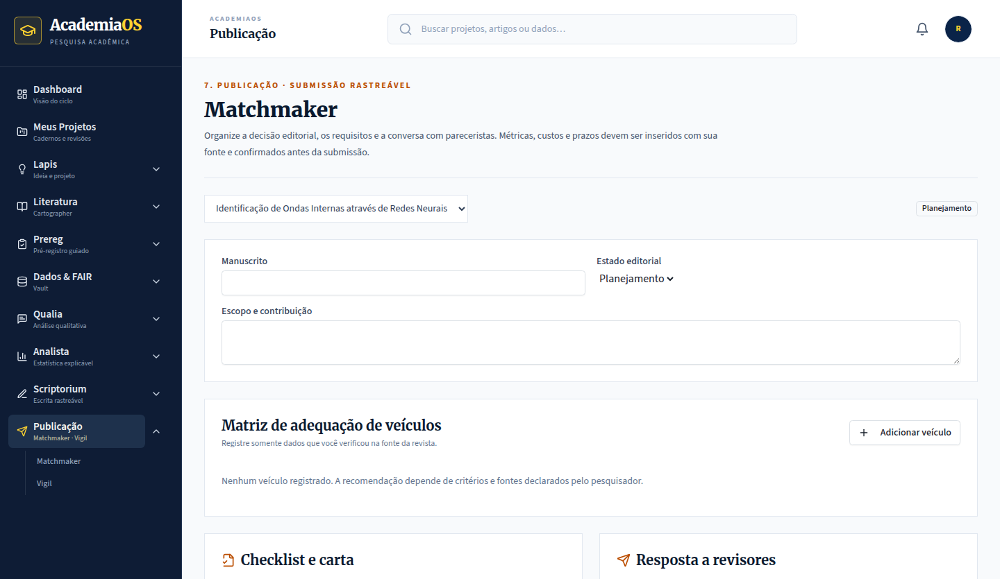 AcademiaOS
PESQUISA ACADÊMICA
Dashboard
Visão do ciclo
Meus Projetos
Cadernos e revisões
Lapis
Ideia e projeto
Literatura
Cartographer
Prereg
Pré-registro guiado
Dados & FAIR
Vault
Qualia
Análise qualitativa
Analista
Estatística explicável
Scriptorium
Escrita rastreável
Publicação
Matchmaker · Vigil
Matchmaker
Vigil
ACADEMIAOS
Publicação
Buscar projetos, artigos ou dados…
R
7. PUBLICAÇÃO · SUBMISSÃO RASTREÁVEL
Matchmaker
Organize a decisão editorial, os requisitos e a conversa com pareceristas. Métricas, custos e prazos devem ser inseridos com sua
fonte e confirmados antes da submissão.
Identificação de Ondas Internas através de Redes Neurais
Planejamento
Manuscrito
Estado editorial
Planejamento
Escopo e contribuição
Matriz de adequação de veículos
Registre somente dados que você verificou na fonte da revista.
Adicionar veículo
Nenhum veículo registrado. A recomendação depende de critérios e fontes declarados pelo pesquisador.
Checklist e carta
Resposta a revisores